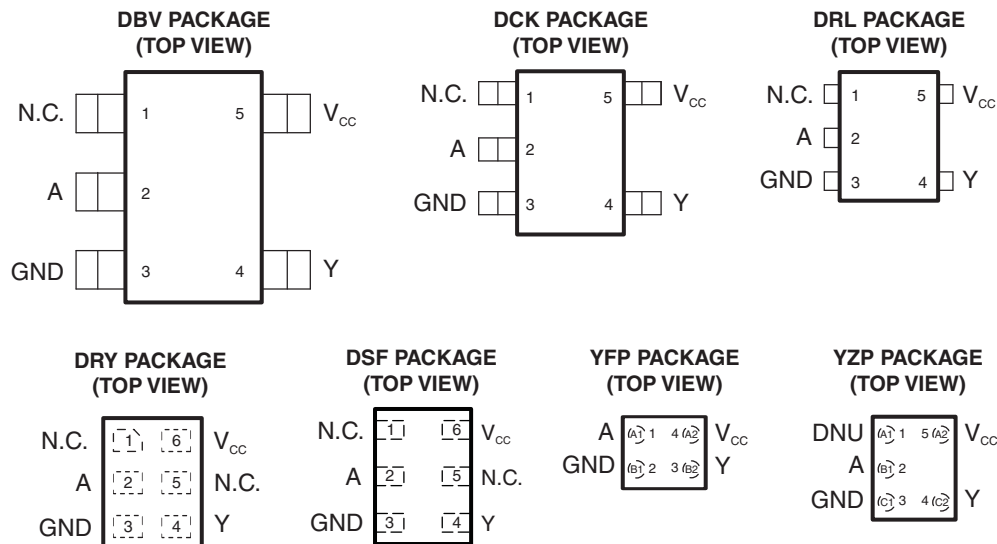 DBV PACKAGE
(TOP VIEW)
N.C. 1 5 VCC
A 2
GND 3 4 Y
DCK PACKAGE
(TOP VIEW)
N.C. 1 5 VCC
A 2
GND 3 4 Y
DRL PACKAGE
(TOP VIEW)
N.C. 1 5 VCC
A 2
GND 3 4 Y
DRY PACKAGE
(TOP VIEW)
N.C. 1 6 VCC
A 2 5 N.C.
GND 3 4 Y
DSF PACKAGE
(TOP VIEW)
N.C. 1 6 VCC
A 2 5 N.C.
GND 3 4 Y
YFP PACKAGE
(TOP VIEW)
A A1 1 4 A2 VCC
GND B1 2 3 B2 Y
YZP PACKAGE
(TOP VIEW)
DNU A1 1 5 A2 VCC
A B1 2
GND C1 3 4 C2 Y